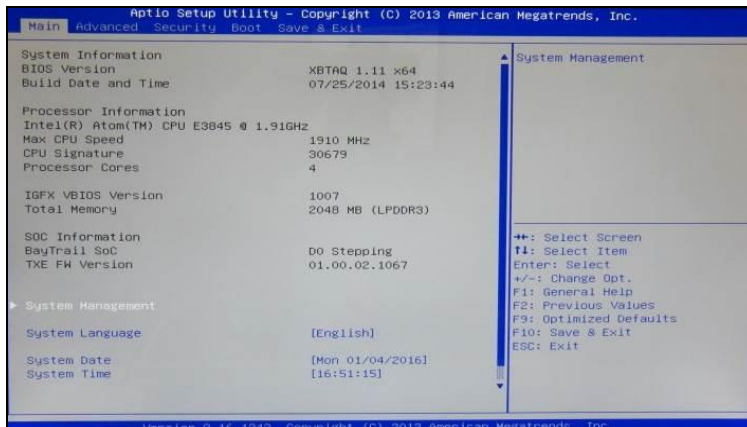 Aptio Setup Utility – Copyright (C) 2013 American Megatrends, Inc.
Main Advanced Security Boot Save & Exit
System Information
BIOS Version XBTAQ 1.11 x64
Build Date and Time 07/25/2014 15:23:44
Processor Information
Intel(R) Atom(TM) CPU E3845 @ 1.91GHz
Max CPU Speed 1910 MHz
CPU Signature 30679
Processor Cores 4
IGFX VBIOS Version 1007
Total Memory 2048 MB (LPDDR3)
SOC Information
BayTrail SoC D0 Stepping
TXE FW Version 01.00.02.1067
System Management
System Language [English]
System Date [Mon 01/04/2016]
System Time [16:51:15]
System Management
→←: Select Screen
↑↓: Select Item
Enter: Select
+/-: Change Opt.
F1: General Help
F2: Previous Values
F9: Optimized Defaults
F10: Save & Exit
ESC: Exit
Version 2.16.1242. Copyright (C) 2013 American Megatrends, Inc.